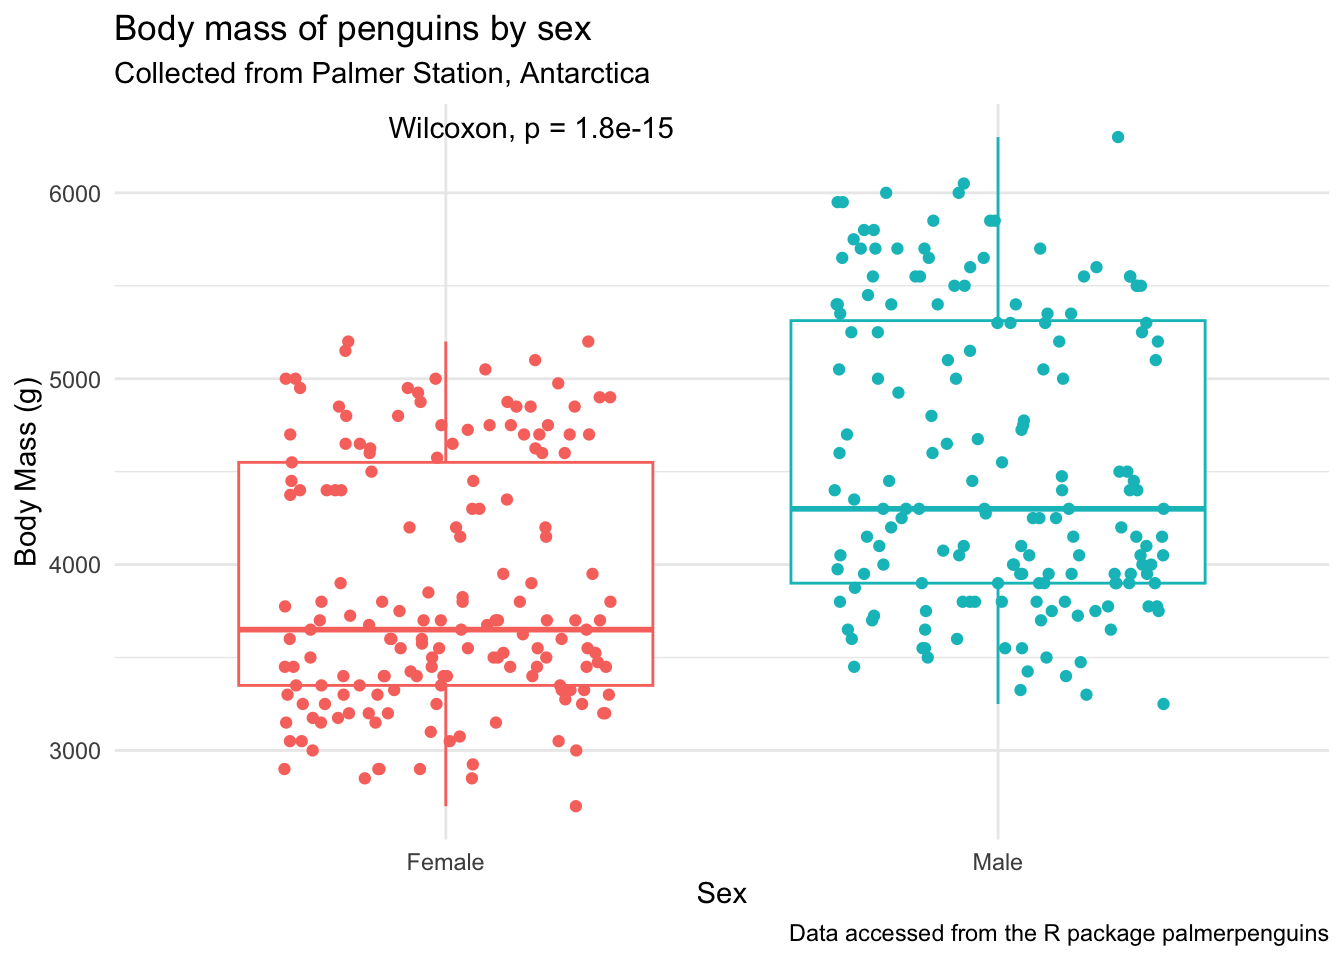 Body mass of penguins by sex
Collected from Palmer Station, Antarctica
Wilcoxon, p = 1.8e-15
6000
5000
4000
3000
Body Mass (g)
Female
Male
Sex
Data accessed from the R package palmerpenguins